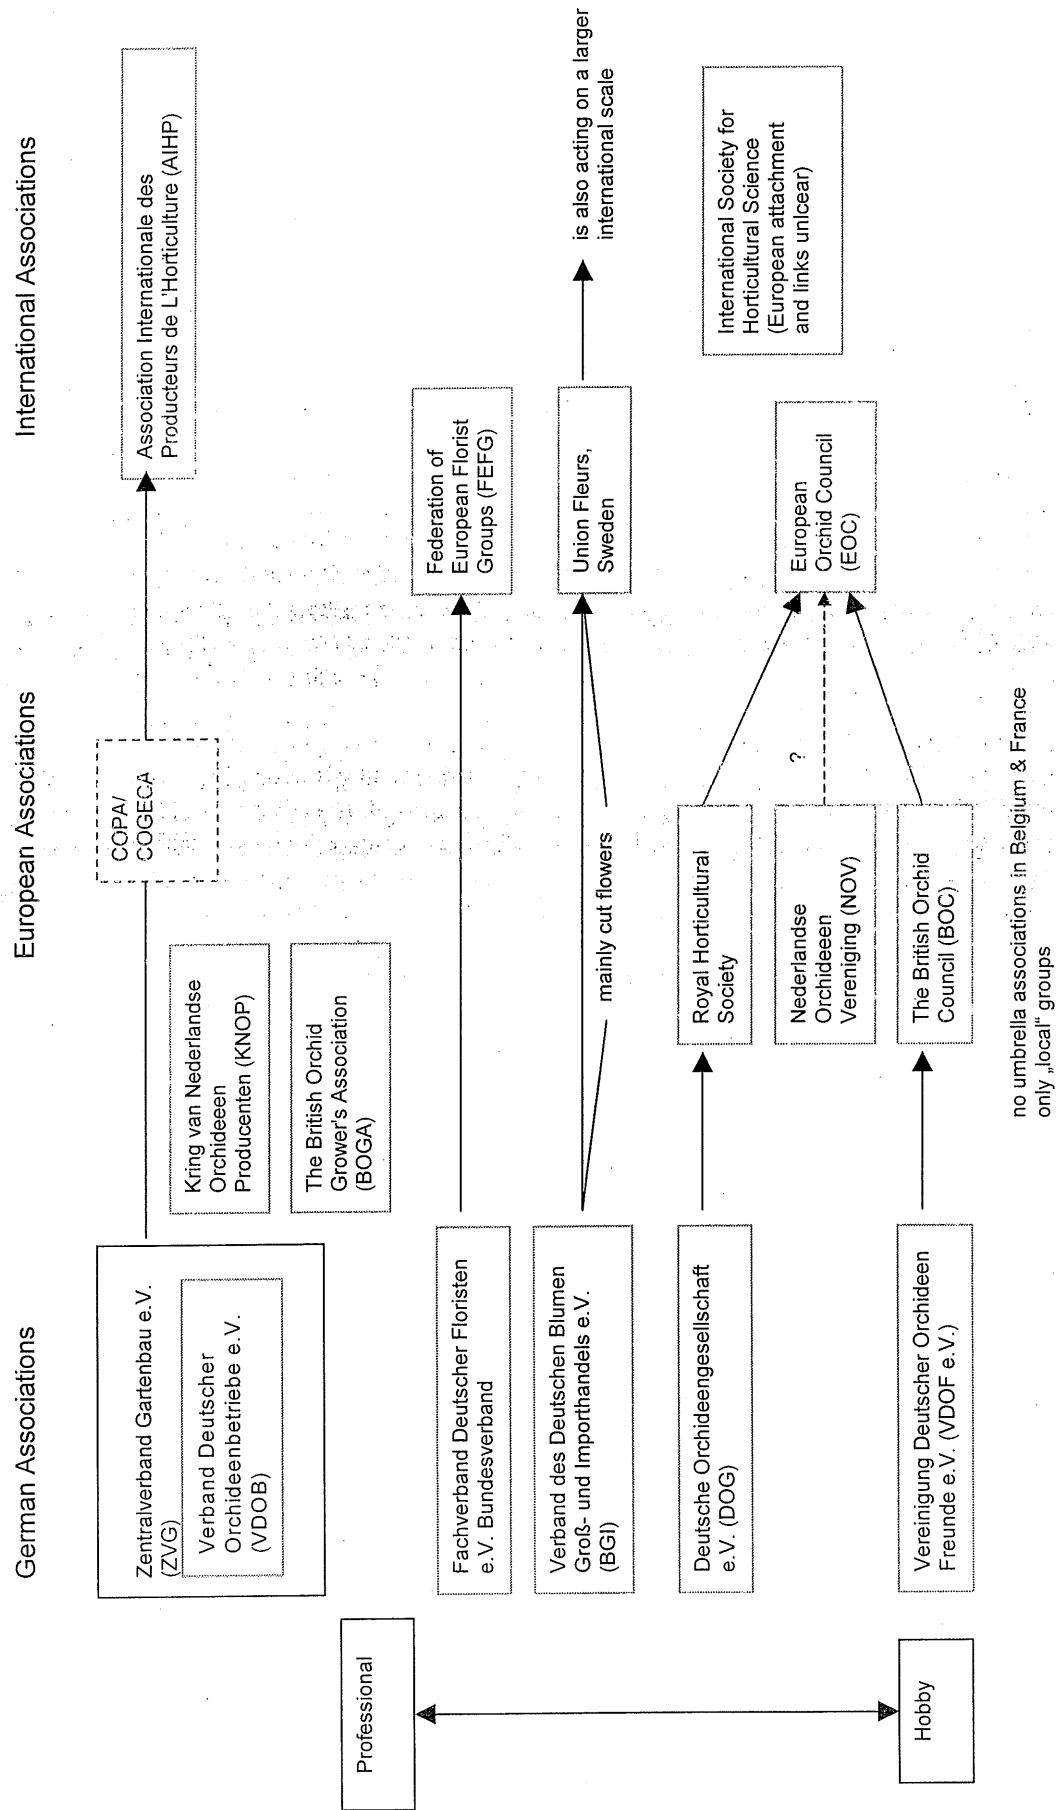 German Associations
European Associations
International Associations
Zentralverband Gartenbau e.V.
(ZVG)
Verband Deutscher
Orchideenbetriebe e.V.
(VDOB)
COPA/
COGECA
Association Internationale des
Producteurs de L'Horticulture (AIHP)
Kring van Nederlandse
Orchideeen
Producenten (KNOP)
The British Orchid
Grower's Association
(BOGA)
Professional
Fachverband Deutscher Floristen
e.V. Bundesverband
Federation of
European Florist
Groups (FEFG)
Verband des Deutschen Blumen
Groß- und Importhandels e.V.
(BGI)
mainly cut flowers
Union Fleurs,
Sweden
is also acting on a larger
international scale
Deutsche Orchideengesellschaft
e.V. (DOG)
Royal Horticultural
Society
International Society for
Horticultural Science
(European attachment
and links unlcear)
Nederlandse
Orchideeen
Vereniging (NOV)
?
European
Orchid Council
(EOC)
Hobby
Vereinigung Deutscher Orchideen
Freunde e.V. (VDOF e.V.)
The British Orchid
Council (BOC)
no umbrella associations in Belgium & France
only „local“ groups